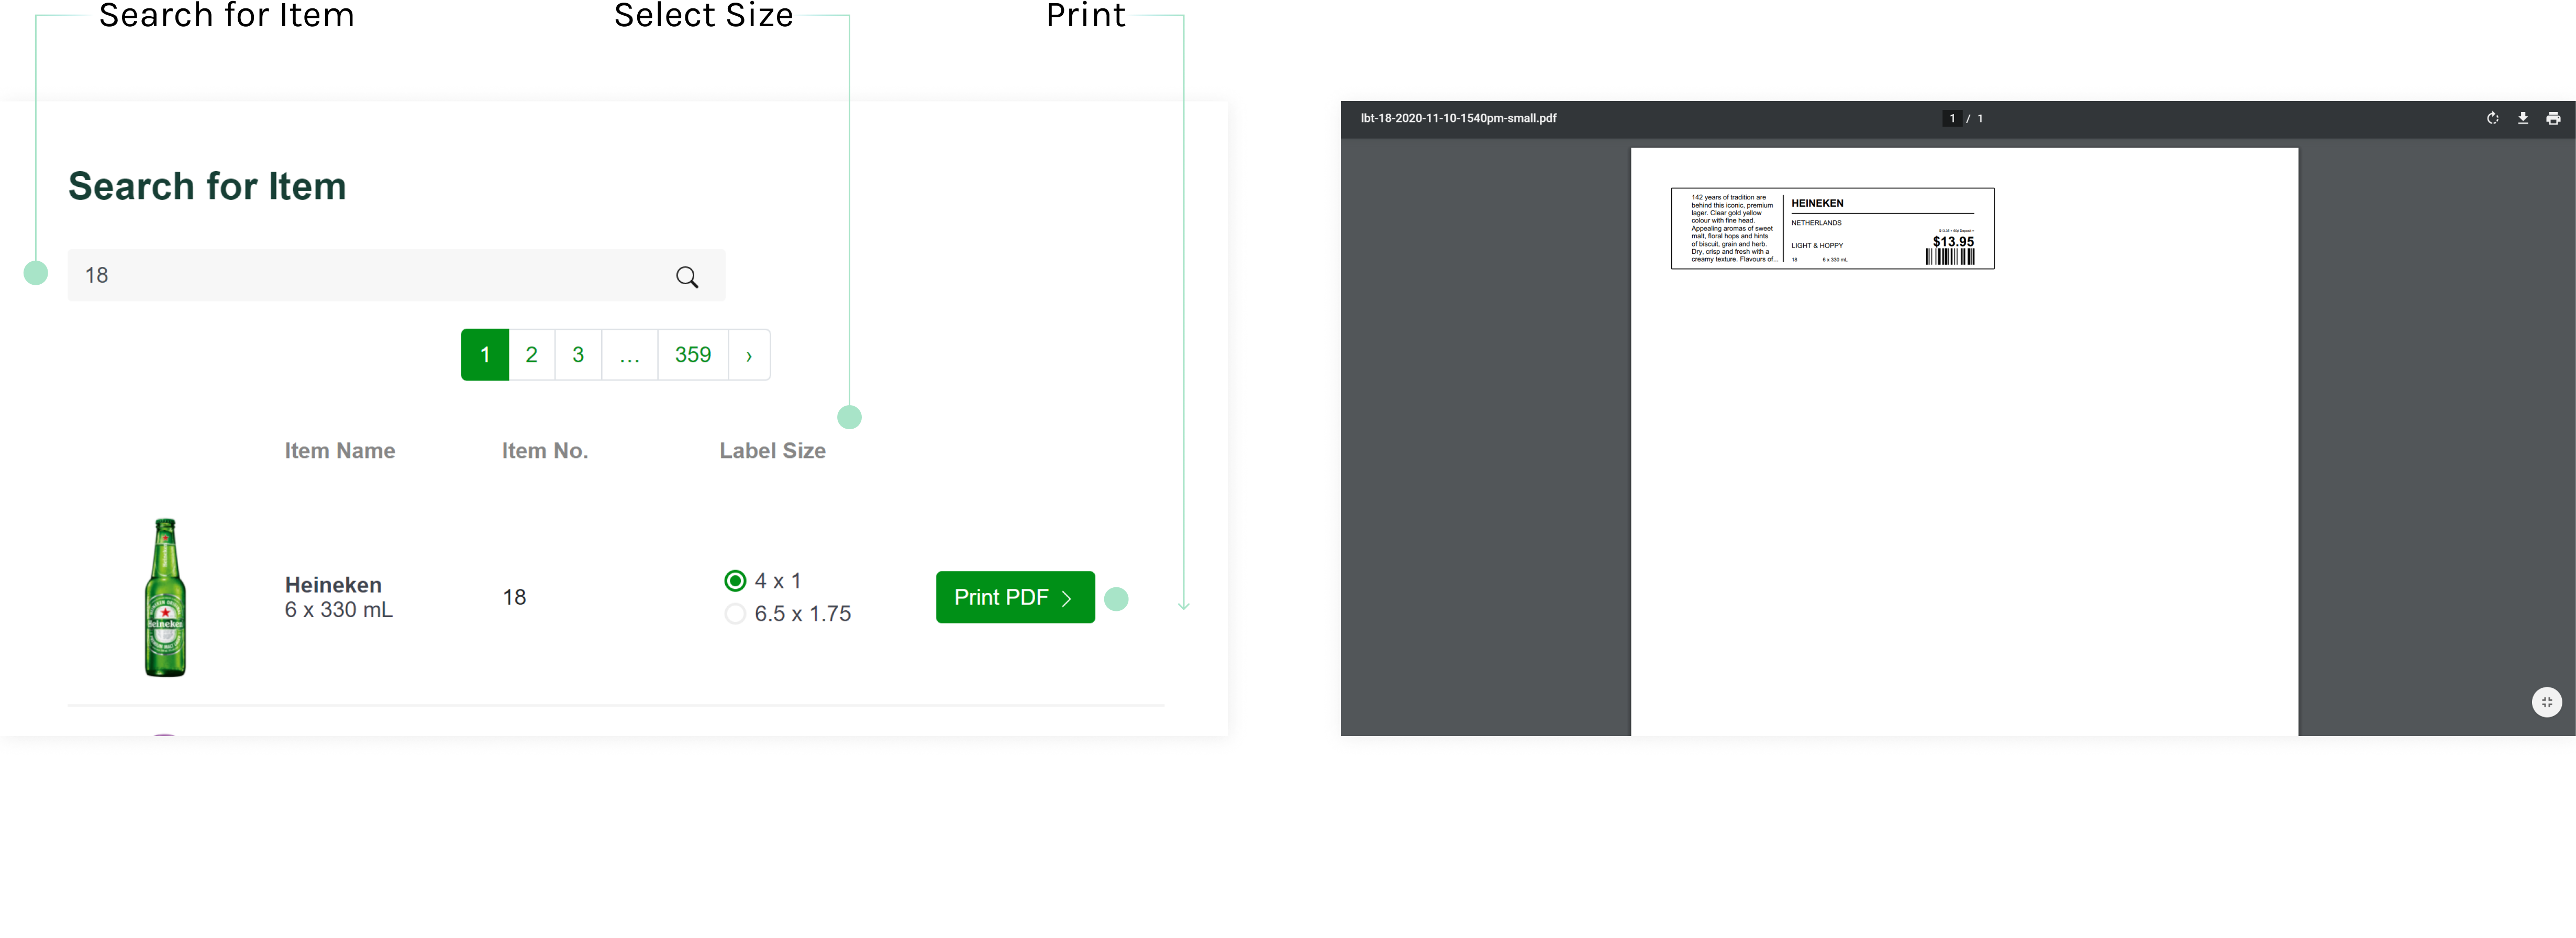 Search for Item
Select Size
Print
Search for Item
18
1 2 3 ... 359 ›
Item Name
Item No.
Label Size
Heineken
6 x 330 mL
18
4 x 1
6.5 x 1.75
Print PDF
Heineken
lbt-18-2020-11-10-1540pm-small.pdf
1 / 1
142 years of tradition are
behind this iconic, premium
lager. Clear gold yellow
colour with fine head.
Appealing aromas of sweet
malt, floral hops and hints
of biscuit, grain and herb.
Dry, crisp and fresh with a
creamy texture. Flavours of...
HEINEKEN
NETHERLANDS
LIGHT & HOPPY
$13.95
18
6 x 330 mL